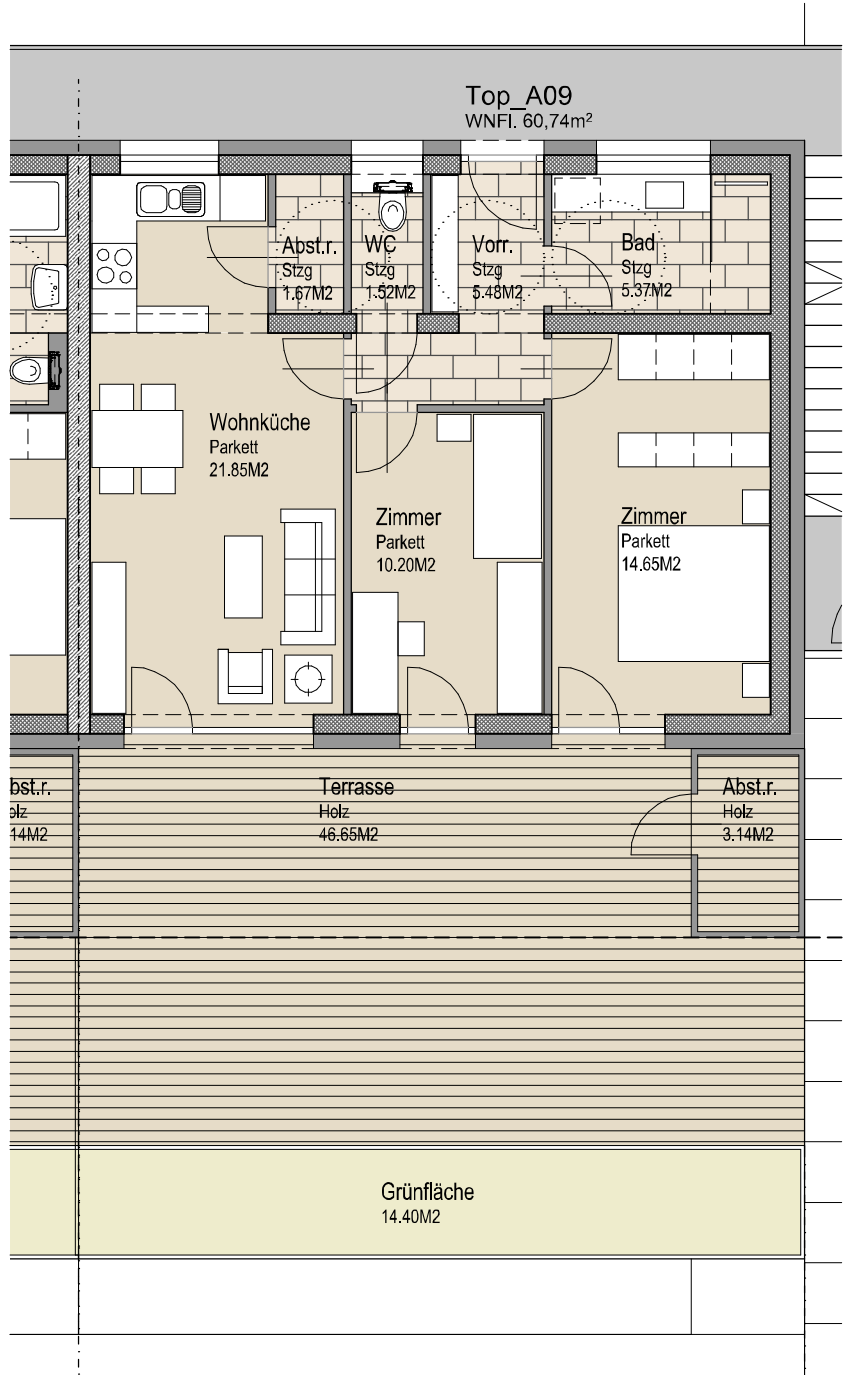 Top_A09
WNFl. 60,74m²
Abst.r.
Stzg
1.67M2
WC
Stzg
1.52M2
Vorr.
Stzg
5.48M2
Bad
Stzg
5.37M2
Wohnküche
Parkett
21.85M2
Zimmer
Parkett
10.20M2
Zimmer
Parkett
14.65M2
bst.r.
olz
14M2
Terrasse
Holz
46.65M2
Abst.r.
Holz
3.14M2
Grünfläche
14.40M2